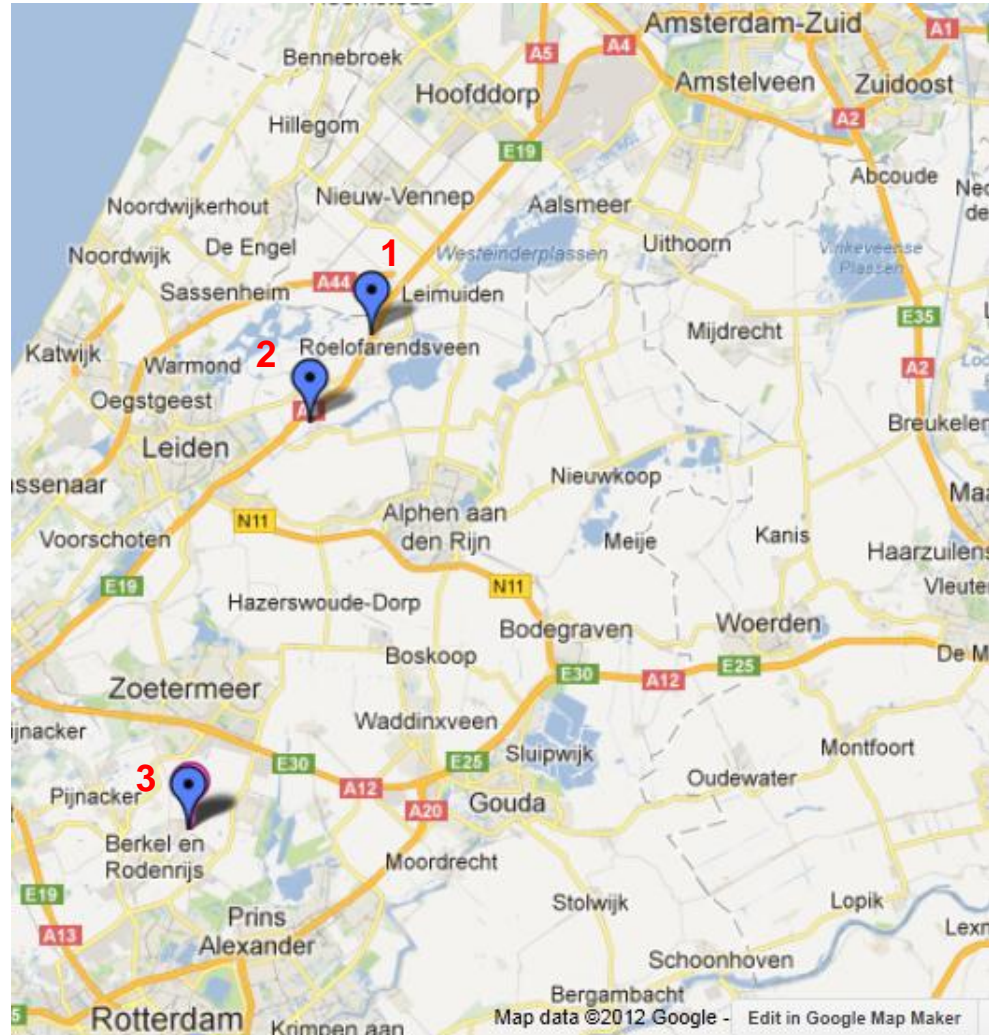 Amsterdam-Zuid
A1
A5
A4
Bennebroek
Hoofddorp
Amstelveen
Zuidoost
A2
Hillegom
E19
Abcoude
Nieuw-Vennep
Noordwijkerhout
Aalsmeer
1
Noordwijk
De Engel
Westeinderplassen
Uithoorn
Vinkeveense
Plassen
A44
Sassenheim
Leimuiden
E35
Mijdrecht
Katwijk
2
Roelofarendsveen
Warmond
A2
Oegstgeest
Breukelen
Leiden
Nieuwkoop
ssenaar
N11
Alphen aan
den Rijn
Meije
Kanis
Voorschoten
Haarzuilens
E19
N11
Vleuten
Hazerswoude-Dorp
Bodegraven
Woerden
Boskoop
E30
A12
E25
De M
Zoetermeer
Waddinxveen
ijnacker
E30
E25
Sluipwijk
Montfoort
3
Pijnacker
A12
A20
Gouda
Oudewater
Berkel en
Rodenrijs
Moordrecht
E19
Stolwijk
Lopik
A13
Prins
Alexander
Lexm
Schoonhoven
Bergambacht
Rotterdam
Krimpen aan
Map data ©2012 Google -
Edit in Google Map Maker